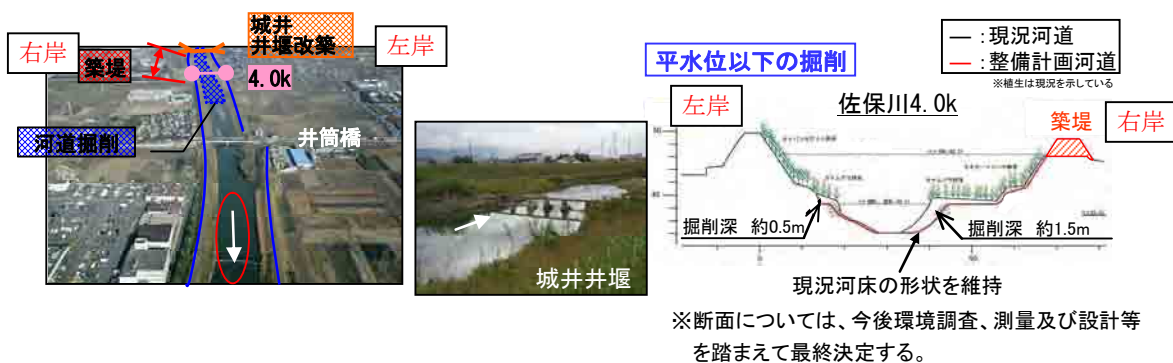 城井
井堰改築
右岸
左岸
築堤
4.0k
井筒橋
河道掘削
城井井堰
平水位以下の掘削
― : 現況河道
― : 整備計画河道
※植生は現況を示している
左岸
佐保川4.0k
築堤
右岸
掘削深 約0.5m
掘削深 約1.5m
現況河床の形状を維持
※断面については、今後環境調査、測量及び設計等
を踏まえて最終決定する。